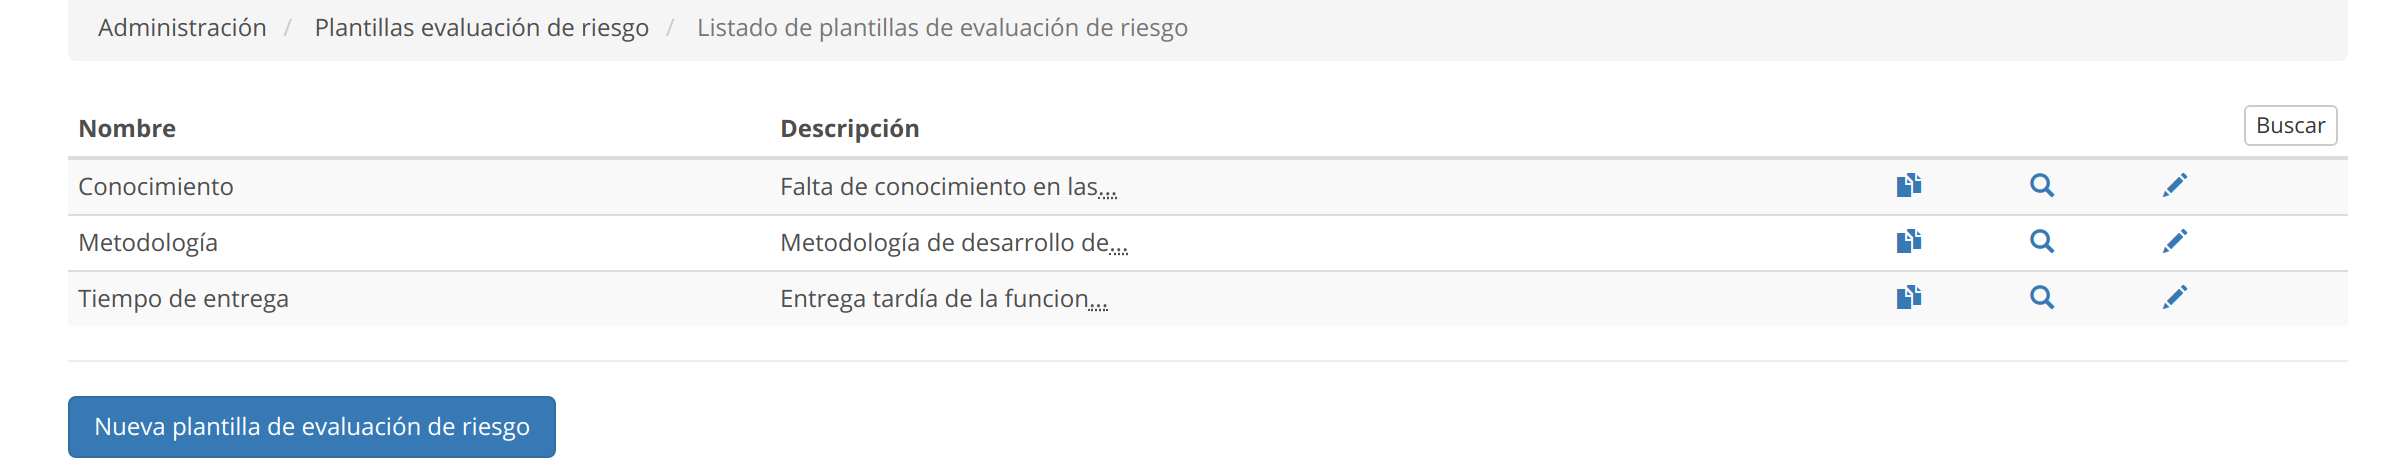 Administración / Plantillas evaluación de riesgo / Listado de plantillas de evaluación de riesgo
Nombre Descripción Buscar
Conocimiento Falta de conocimiento en las...
Metodología Metodología de desarrollo de...
Tiempo de entrega Entrega tardía de la funcion...
Nueva plantilla de evaluación de riesgo